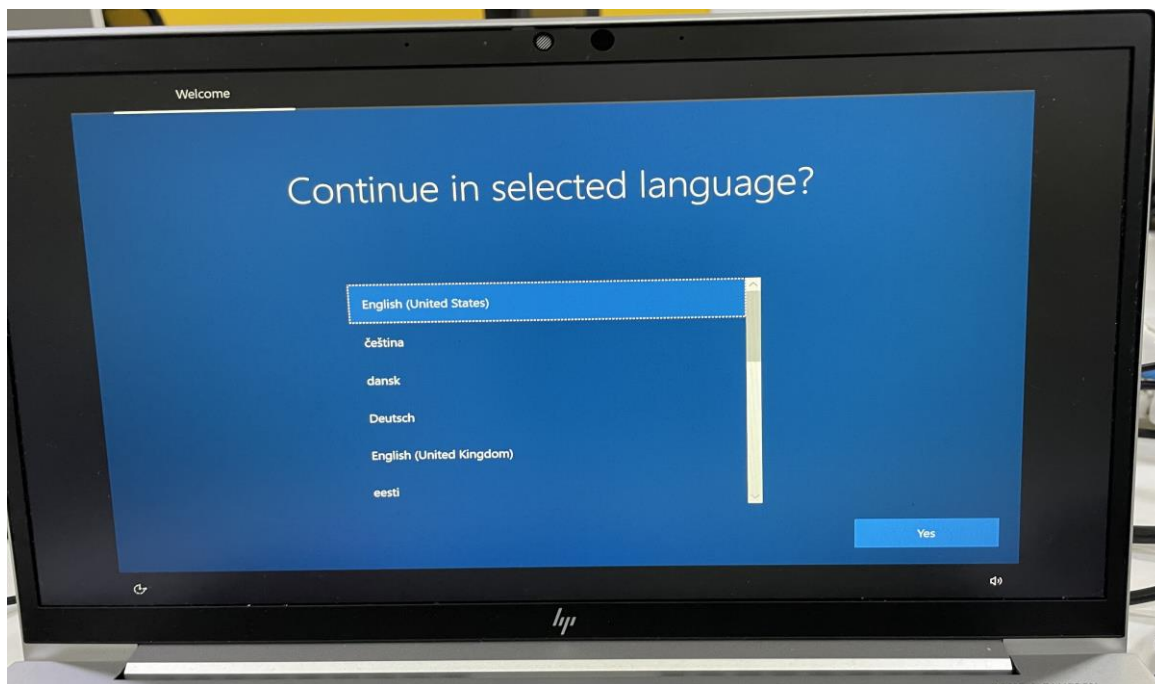 Welcome
Continue in selected language?
English (United States)
čeština
dansk
Deutsch
English (United Kingdom)
eesti
Yes
hp